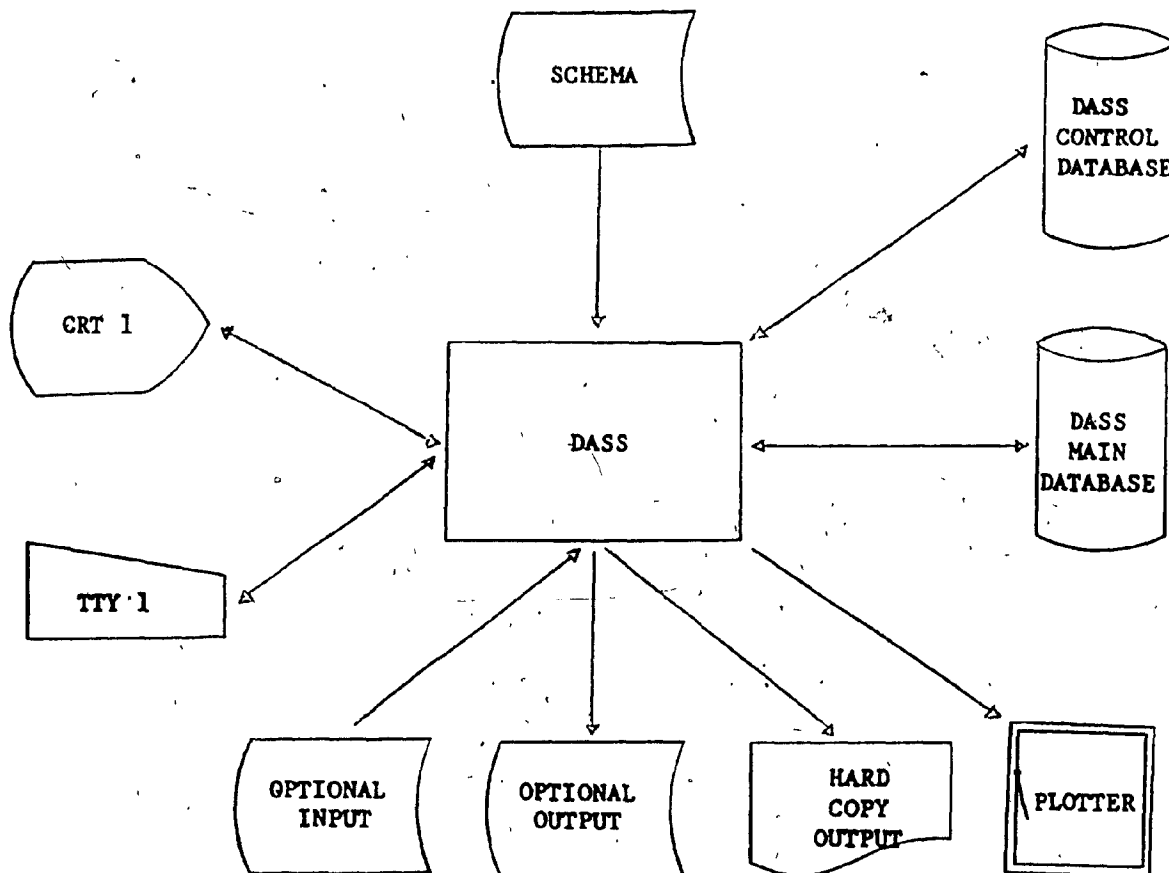 SCHEMA
DASS
CONTROL
DATABASE
CRT 1
DASS
DASS
MAIN
DATABASE
TTY 1
OPTIONAL
INPUT
OPTIONAL
OUTPUT
HARD
COPY
OUTPUT
PLOTTER